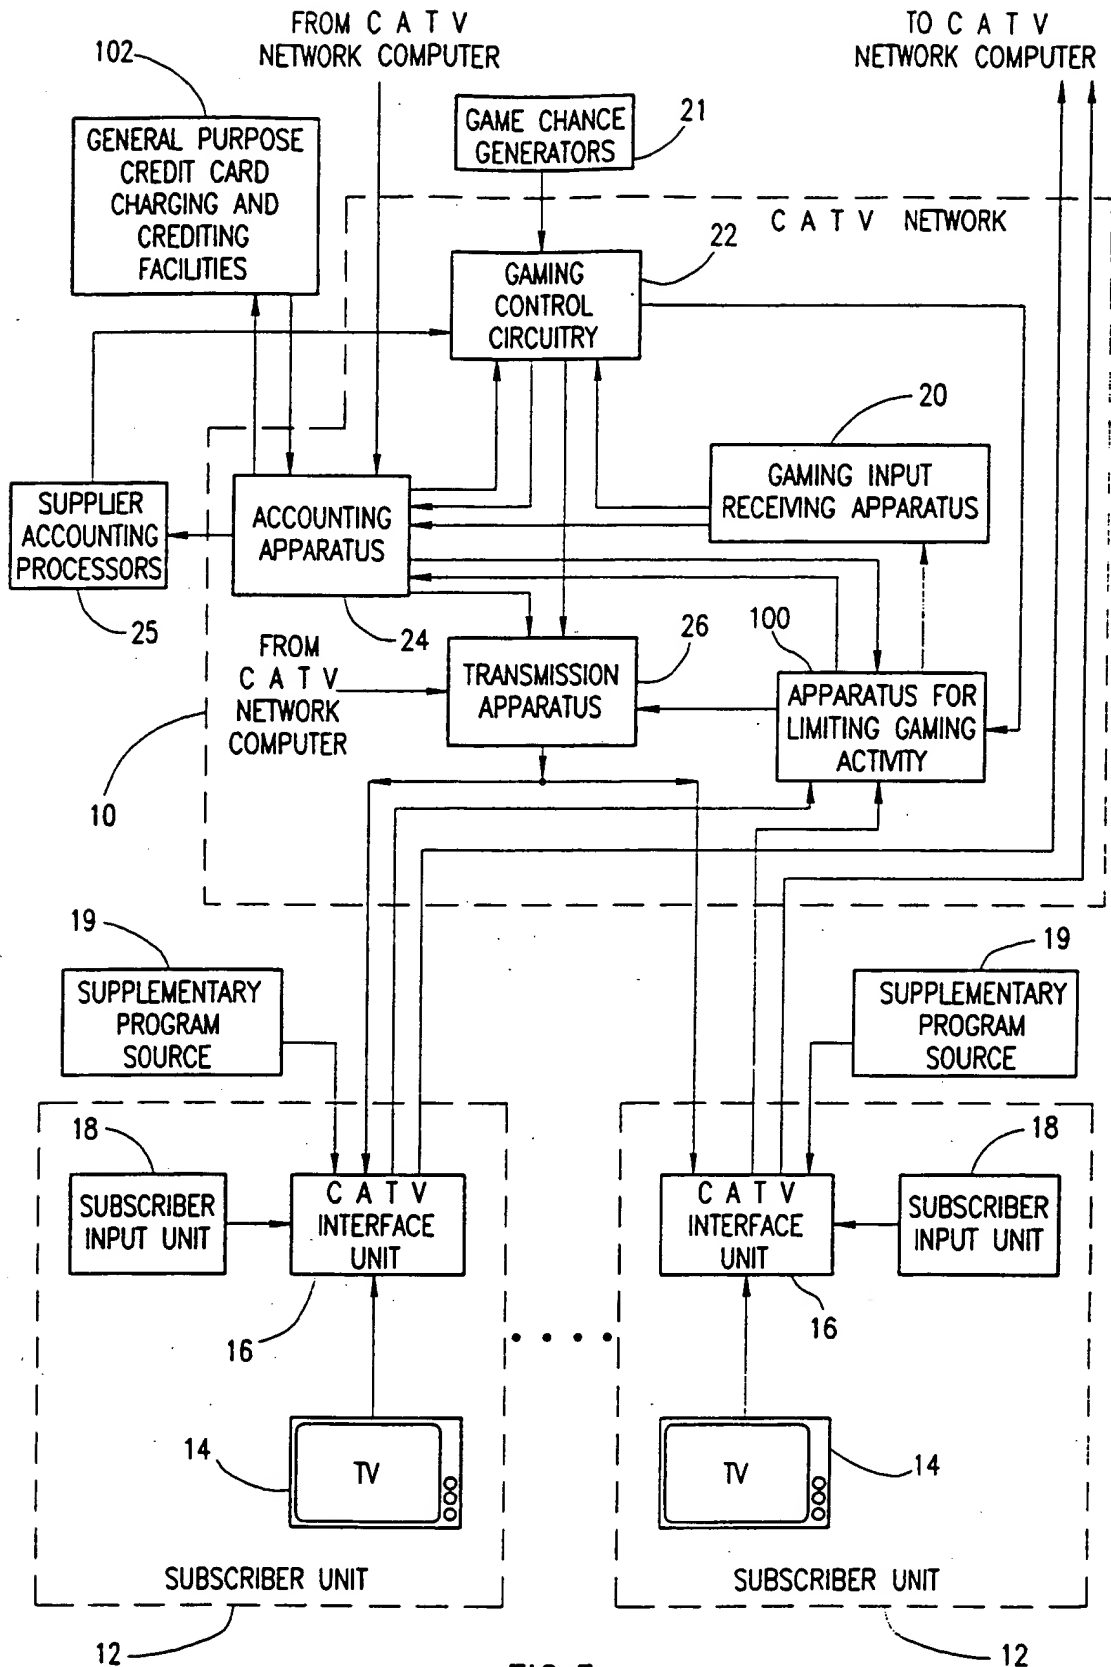 FROM C A T V
NETWORK COMPUTER
TO C A T V
NETWORK COMPUTER
102
GENERAL PURPOSE
CREDIT CARD
CHARGING AND
CREDITING
FACILITIES
GAME CHANCE
GENERATORS
21
C A T V NETWORK
22
GAMING
CONTROL
CIRCUITRY
20
GAMING INPUT
RECEIVING APPARATUS
SUPPLIER
ACCOUNTING
PROCESSORS
25
ACCOUNTING
APPARATUS
24
FROM
C A T V
NETWORK
COMPUTER
TRANSMISSION
APPARATUS
26
100
APPARATUS FOR
LIMITING GAMING
ACTIVITY
10
19
SUPPLEMENTARY
PROGRAM
SOURCE
19
SUPPLEMENTARY
PROGRAM
SOURCE
18
SUBSCRIBER
INPUT UNIT
C A T V
INTERFACE
UNIT
16
C A T V
INTERFACE
UNIT
16
18
SUBSCRIBER
INPUT UNIT
14
TV
TV
14
SUBSCRIBER UNIT
12
SUBSCRIBER UNIT
12